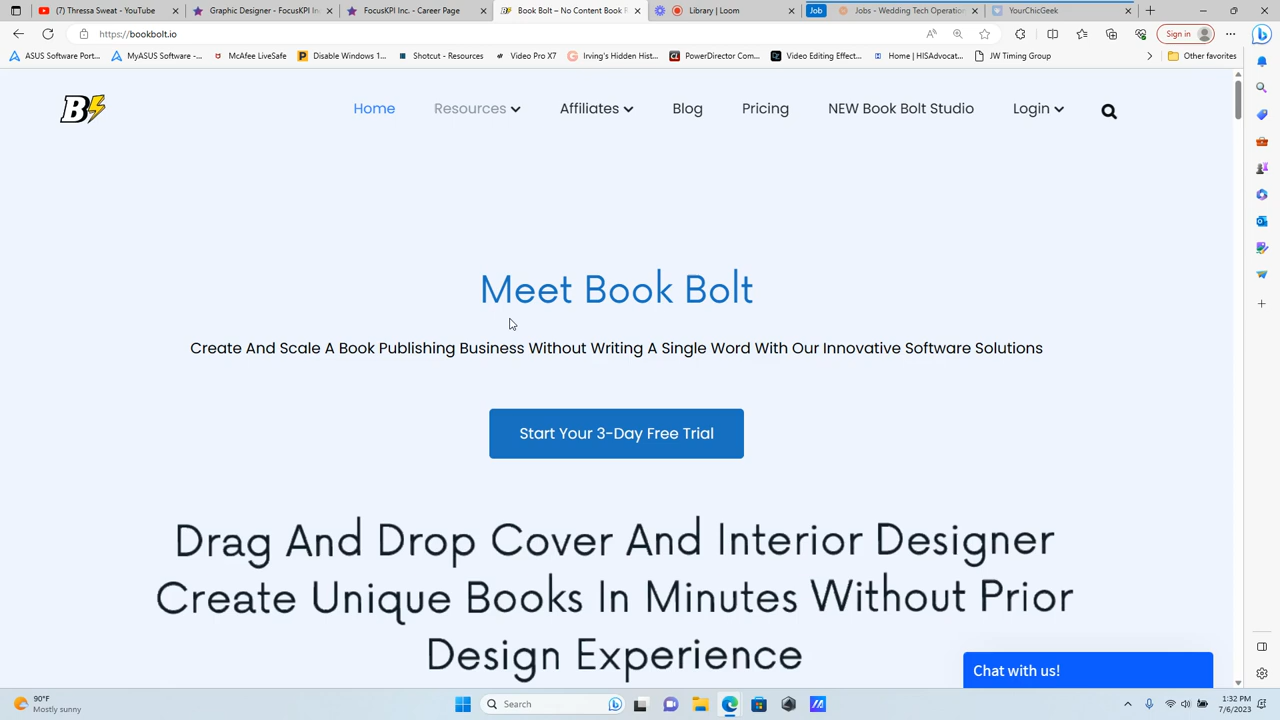 Thressa Sweat - YouTube
Graphic Designer - FocusKPI Inc
FocusKPI Inc. - Career Page
Book Bolt – No Content Book
Library | Loom
Job
Jobs - Wedding Tech Operation
YourChicGeek
https://bookbolt.io
Sign in
ASUS Software Port...
MyASUS Software -...
McAfee LiveSafe
Disable Windows 1...
Shotcut - Resources
Video Pro X7
Irving's Hidden Hist...
PowerDirector Com...
Video Editing Effect...
Home | HISAdvocat...
JW Timing Group
Other favorites
B
Home
Resources
Affiliates
Blog
Pricing
NEW Book Bolt Studio
Login
Meet Book Bolt
Create And Scale A Book Publishing Business Without Writing A Single Word With Our Innovative Software Solutions
Start Your 3-Day Free Trial
Drag And Drop Cover And Interior Designer
Create Unique Books In Minutes Without Prior
Design Experience
Chat with us!
90°F
Mostly sunny
Search
1:32 PM
7/6/2023